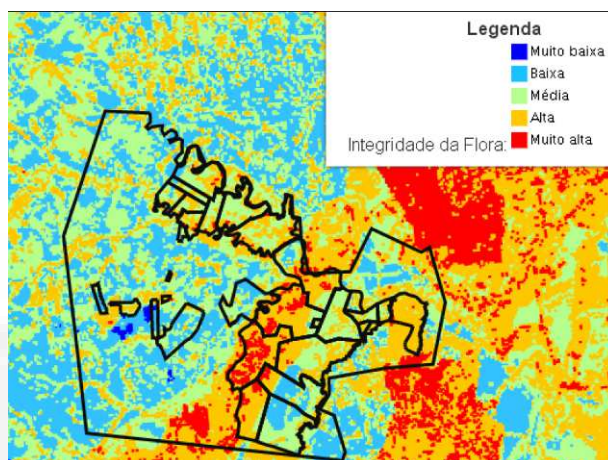 Legenda
Muito baixa
Baixa
Média
Alta
Integridade da Flora: Muito alta